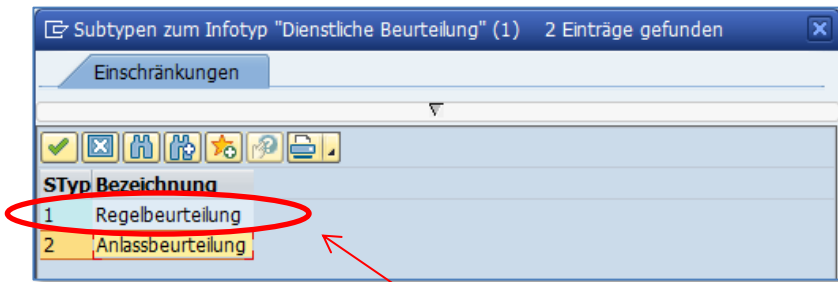 Subtypen zum Infotyp "Dienstliche Beurteilung" (1) 2 Einträge gefunden
Einschränkungen
STyp Bezeichnung
1 Regelbeurteilung
2 Anlassbeurteilung